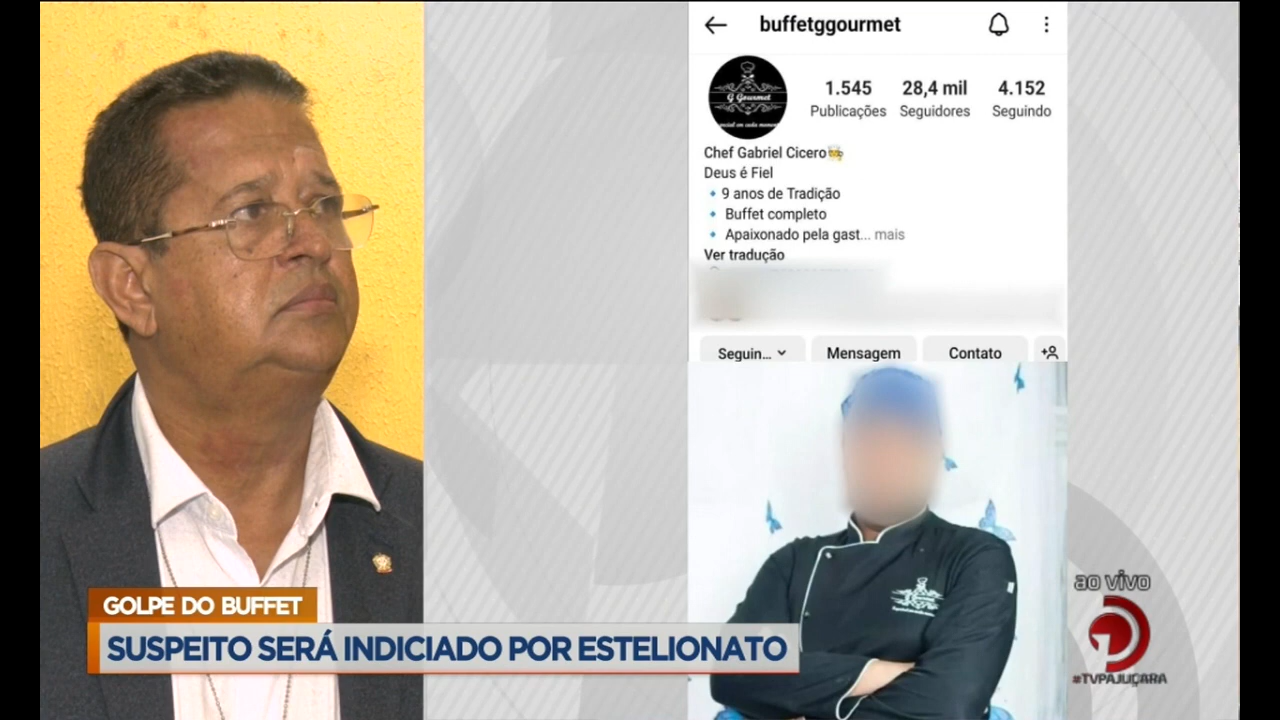 buffetggourmet
1.545
28,4 mil
4.152
Publicações
Seguidores
Seguindo
G Gourmet
Chef Gabriel Cicero
Deus é Fiel
9 anos de Tradição
Buffet completo
Apaixonado pela gast... mais
Ver tradução
Seguin...
Mensagem
Contato
GOLPE DO BUFFET
SUSPEITO SERÁ INDICIADO POR ESTELIONATO
ao vivo
#TVPAJUÇARA